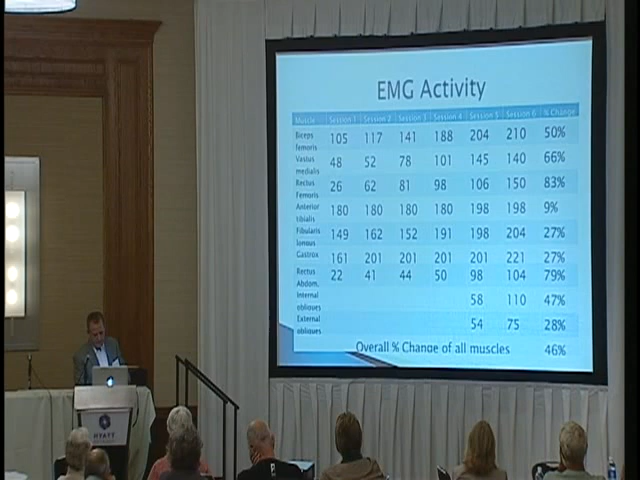 EMG Activity
Muscle Session 1 Session 2 Session 3 Session 4 Session 5 Session 6 % Change
Biceps femoris 105 117 141 188 204 210 50%
Vastus medialis 48 52 78 101 145 140 66%
Rectus Femoris 26 62 81 98 106 150 83%
Anterior tibialis 180 180 180 180 198 198 9%
Fibularis longus 149 162 152 191 198 204 27%
Gastrox 161 201 201 201 201 221 27%
Rectus Abdom. 22 41 44 50 98 104 79%
Internal obliques 58 110 47%
External obliques 54 75 28%
Overall % Change of all muscles 46%
HYATT